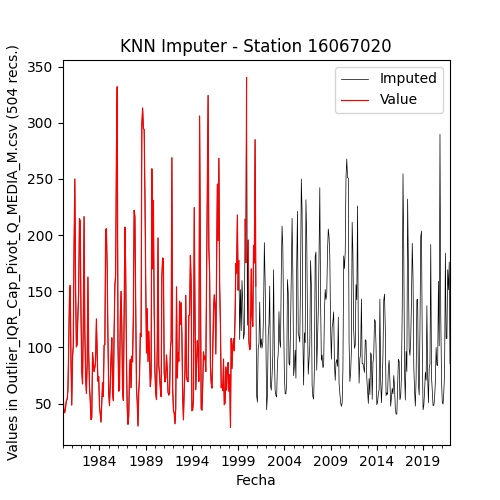 KNN Imputer - Station 16067020
Values in Outlier_IQR_Cap_Pivot_Q_MEDIA_M.csv (504 recs.)
350
300
250
200
150
100
50
Imputed
Value
1984 1989 1994 1999 2004 2009 2014 2019
Fecha